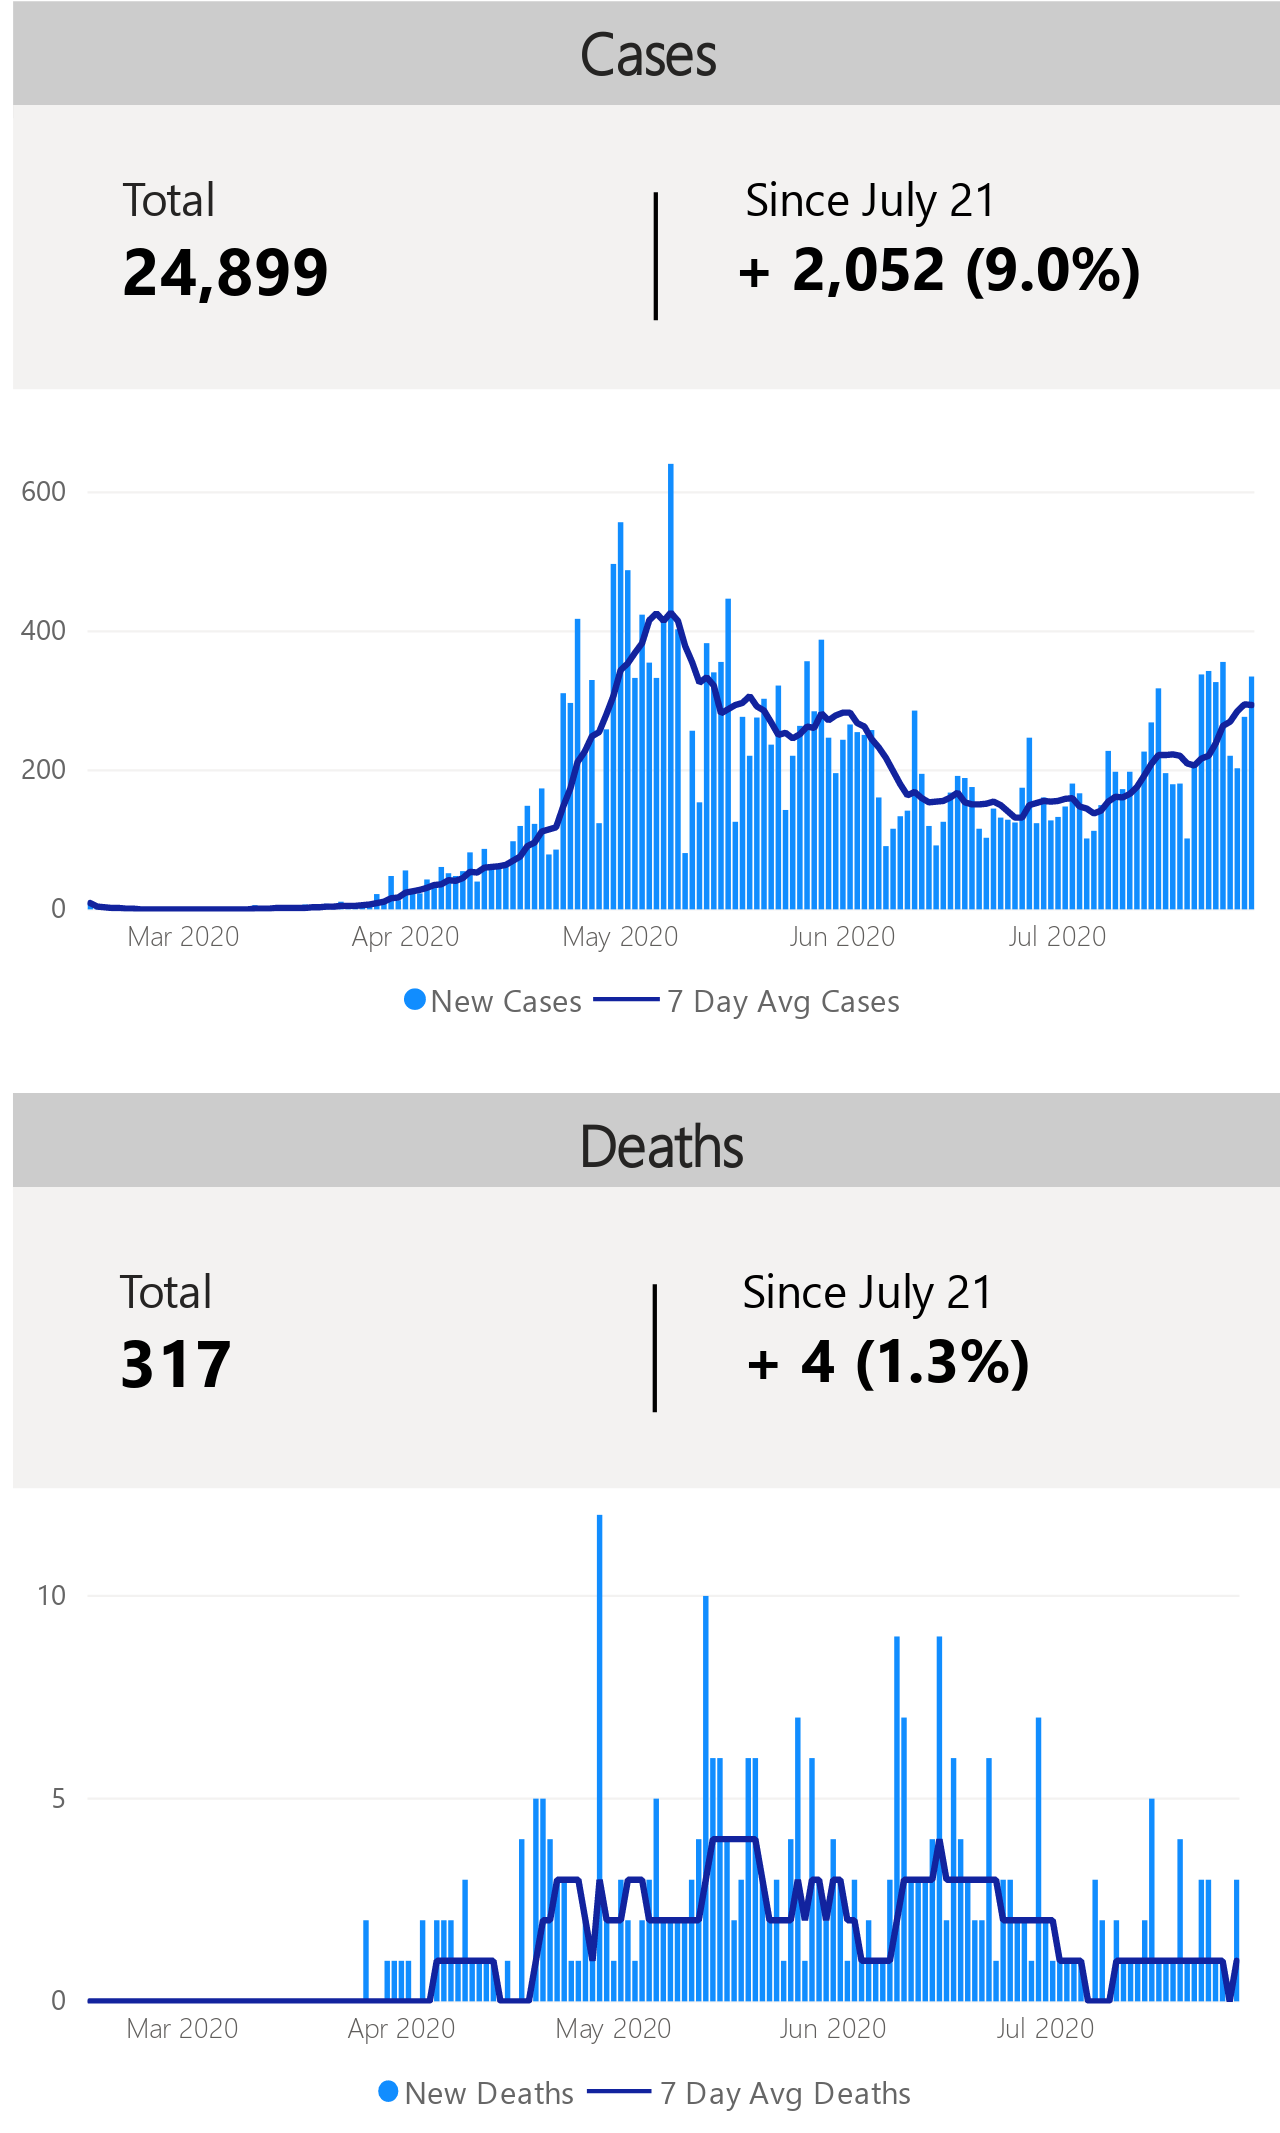 Cases
Total
Since July 21
24,899
+ 2,052 (9.0%)
600
400
200
0
Mar 2020
Apr 2020
May 2020
Jun 2020
Jul 2020
New Cases
7 Day Avg Cases
Deaths
Total
Since July 21
317
+ 4 (1.3%)
10
5
0
Mar 2020
Apr 2020
May 2020
Jun 2020
Jul 2020
New Deaths
7 Day Avg Deaths